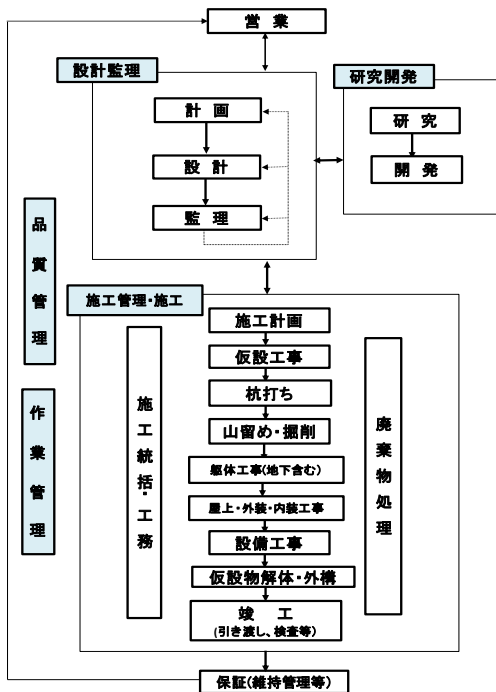 営業
設計監理
計画
設計
監理
研究開発
研究
開発
品質管理
作業管理
施工管理・施工
施工統括・工務
施工計画
仮設工事
杭打ち
山留め・掘削
躯体工事(地下含む)
屋上・外装・内装工事
設備工事
仮設物解体・外構
竣工
(引き渡し、検査等)
廃棄物処理
保証(維持管理等)